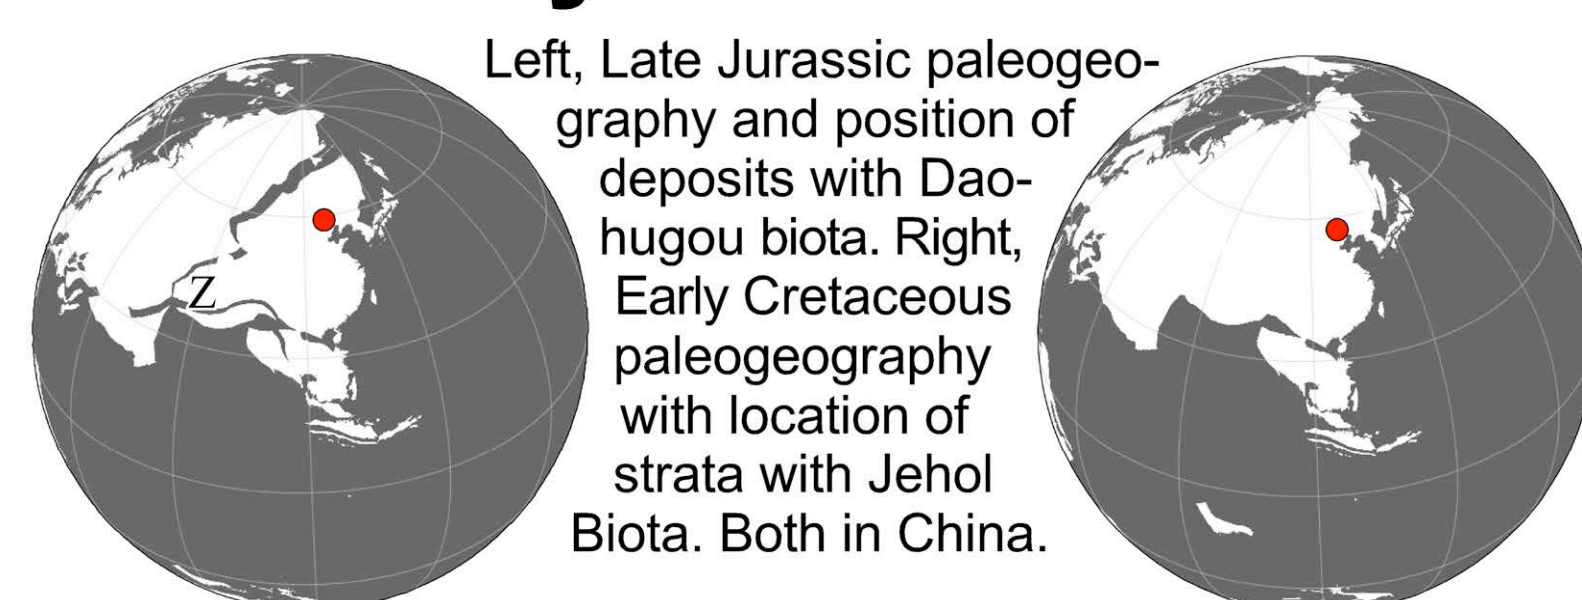 Left, Late Jurassic paleogeo-
graphy and position of
deposits with Dao-
hugou biota. Right,
Early Cretaceous
paleogeography
with location of
strata with Jehol
Biota. Both in China.
Z